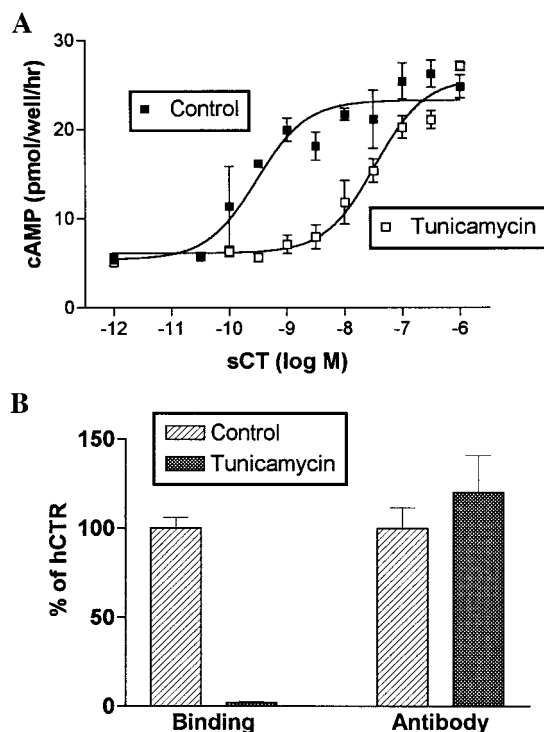 A
30
20
10
0
cAMP (pmol/well/hr)
Control
Tunicamycin
-12 -11 -10 -9 -8 -7 -6
sCT (log M)
B
150
100
50
0
% of hCTR
Control
Tunicamycin
Binding Antibody